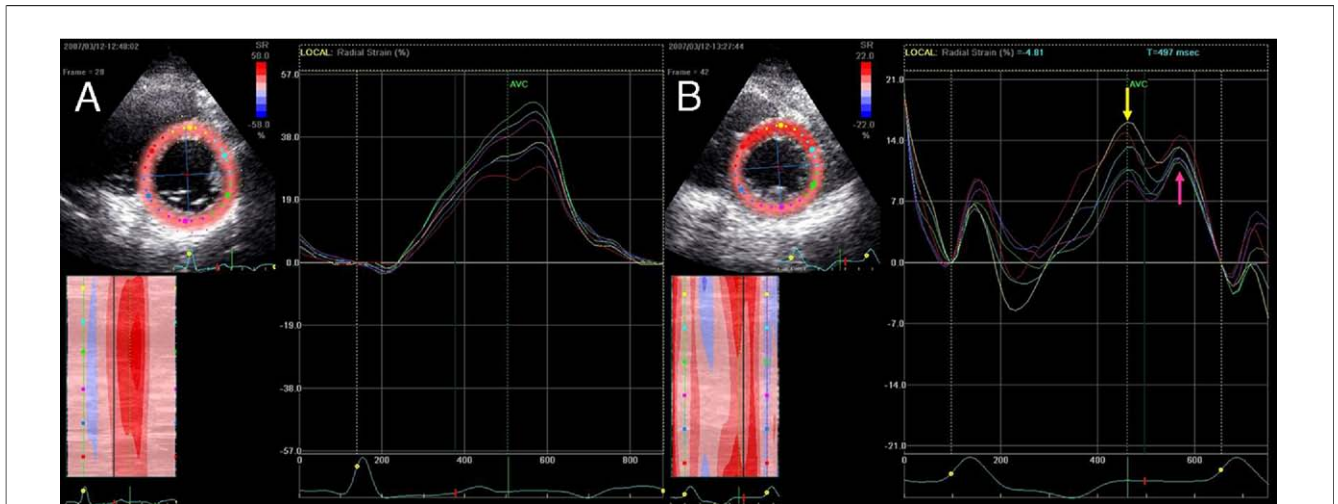 2007/03/12-12:48:02
SR
58.0
Frame = 28
A
-58.0
%
LOCAL: Radial Strain (%)
57.0
AVC
38.0
19.0
0.0
-19.0
-38.0
-57.0
0 200 400 600 800
2007/03/12-13:27:44
SR
22.0
Frame = 42
B
-22.0
%
LOCAL: Radial Strain (%) =-4.81 T=497 msec
21.0
AVC
14.0
7.0
0.0
-7.0
-14.0
-21.0
0 200 400 600